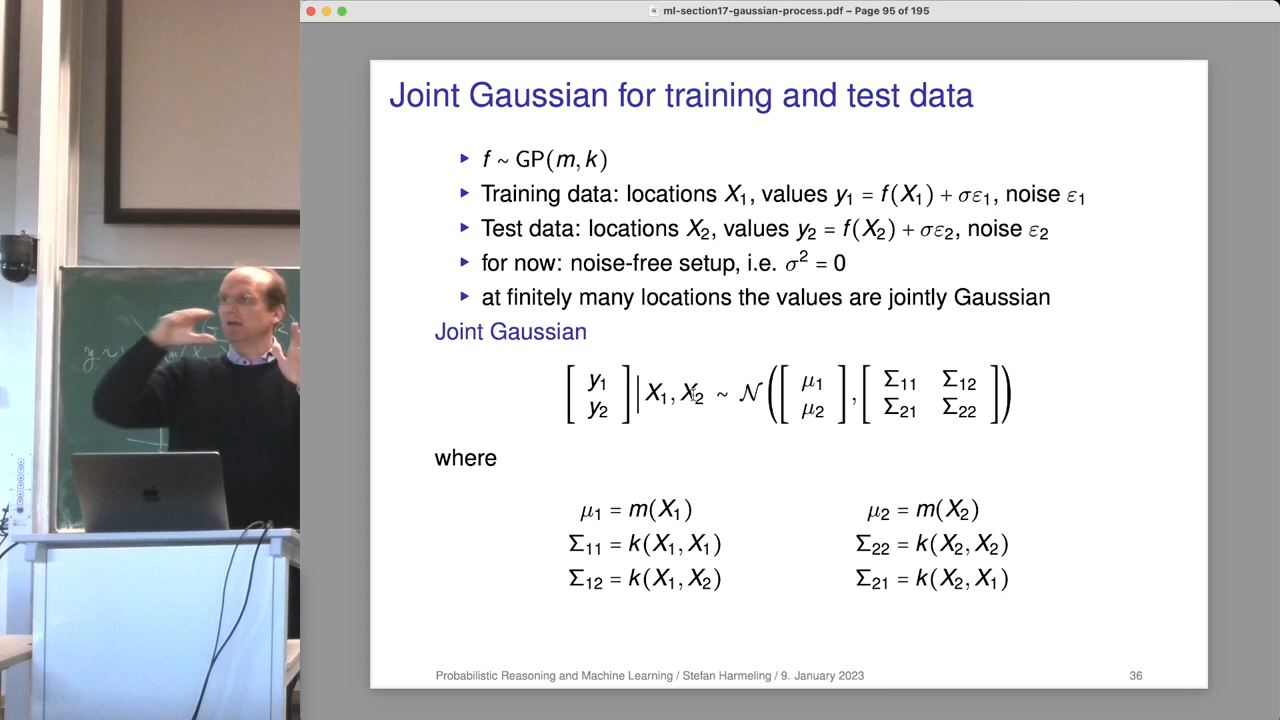 ml-section17-gaussian-process.pdf – Page 95 of 195
Joint Gaussian for training and test data
▸ f ~ GP(m, k)
▸ Training data: locations X₁, values y₁ = f(X₁) + σε₁, noise ε₁
▸ Test data: locations X₂, values y₂ = f(X₂) + σε₂, noise ε₂
▸ for now: noise-free setup, i.e. σ² = 0
▸ at finitely many locations the values are jointly Gaussian
Joint Gaussian
[ y₁ y₂ ] | X₁, X₂ ~ 𝒩 ( [ μ₁ μ₂ ] , [ Σ₁₁ Σ₁₂ Σ₂₁ Σ₂₂ ] )
where
μ₁ = m(X₁) μ₂ = m(X₂)
Σ₁₁ = k(X₁, X₁) Σ₂₂ = k(X₂, X₂)
Σ₁₂ = k(X₁, X₂) Σ₂₁ = k(X₂, X₁)
Probabilistic Reasoning and Machine Learning / Stefan Harmeling / 9. January 2023 36